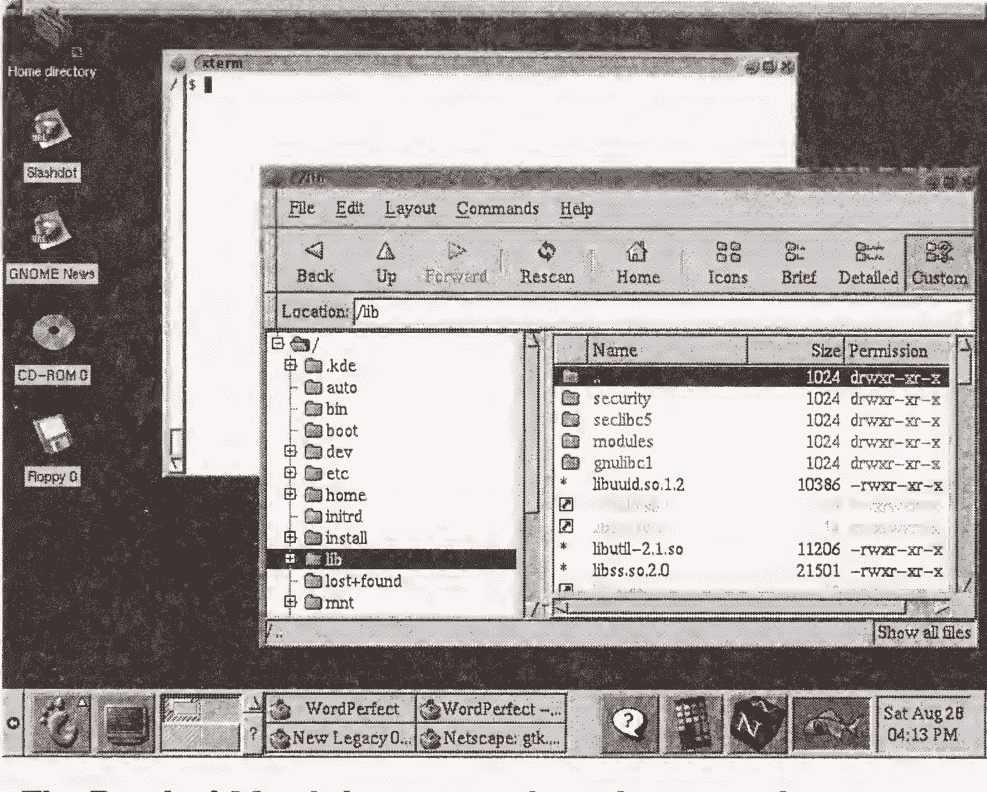 Home directory
Slashdot
GNOME News
CD-ROM 0
Floppy 0
xterm
/ $
/lib
File Edit Layout Commands Help
Back Up Forward Rescan Home Icons Brief Detailed Custom
Location: /lib
/
.kde
auto
bin
boot
dev
etc
home
initrd
install
lib
lost+found
mnt
Name Size Permission
.. 1024 drwxr-xr-x
security 1024 drwxr-xr-x
seclibc5 1024 drwxr-xr-x
modules 1024 drwxr-xr-x
gnulibc1 1024 drwxr-xr-x
* libuuid.so.1.2 10386 -rwxr-xr-x
* libutil-2.1.so 11206 -rwxr-xr-x
* libss.so.2.0 21501 -rwxr-xr-x
/..
Show all files
WordPerfect
WordPerfect -...
New Legacy O...
Netscape: gtk...
?
?
N
Sat Aug 28
04:13 PM